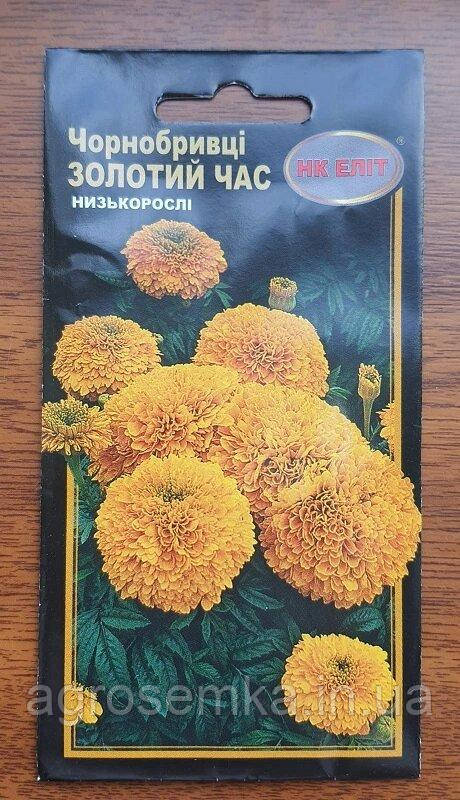 Чорнобривці
ЗОЛОТИЙ ЧАС
НИЗЬКОРОСЛІ
НК ЕЛІТ
®
agrosemka.in.ua